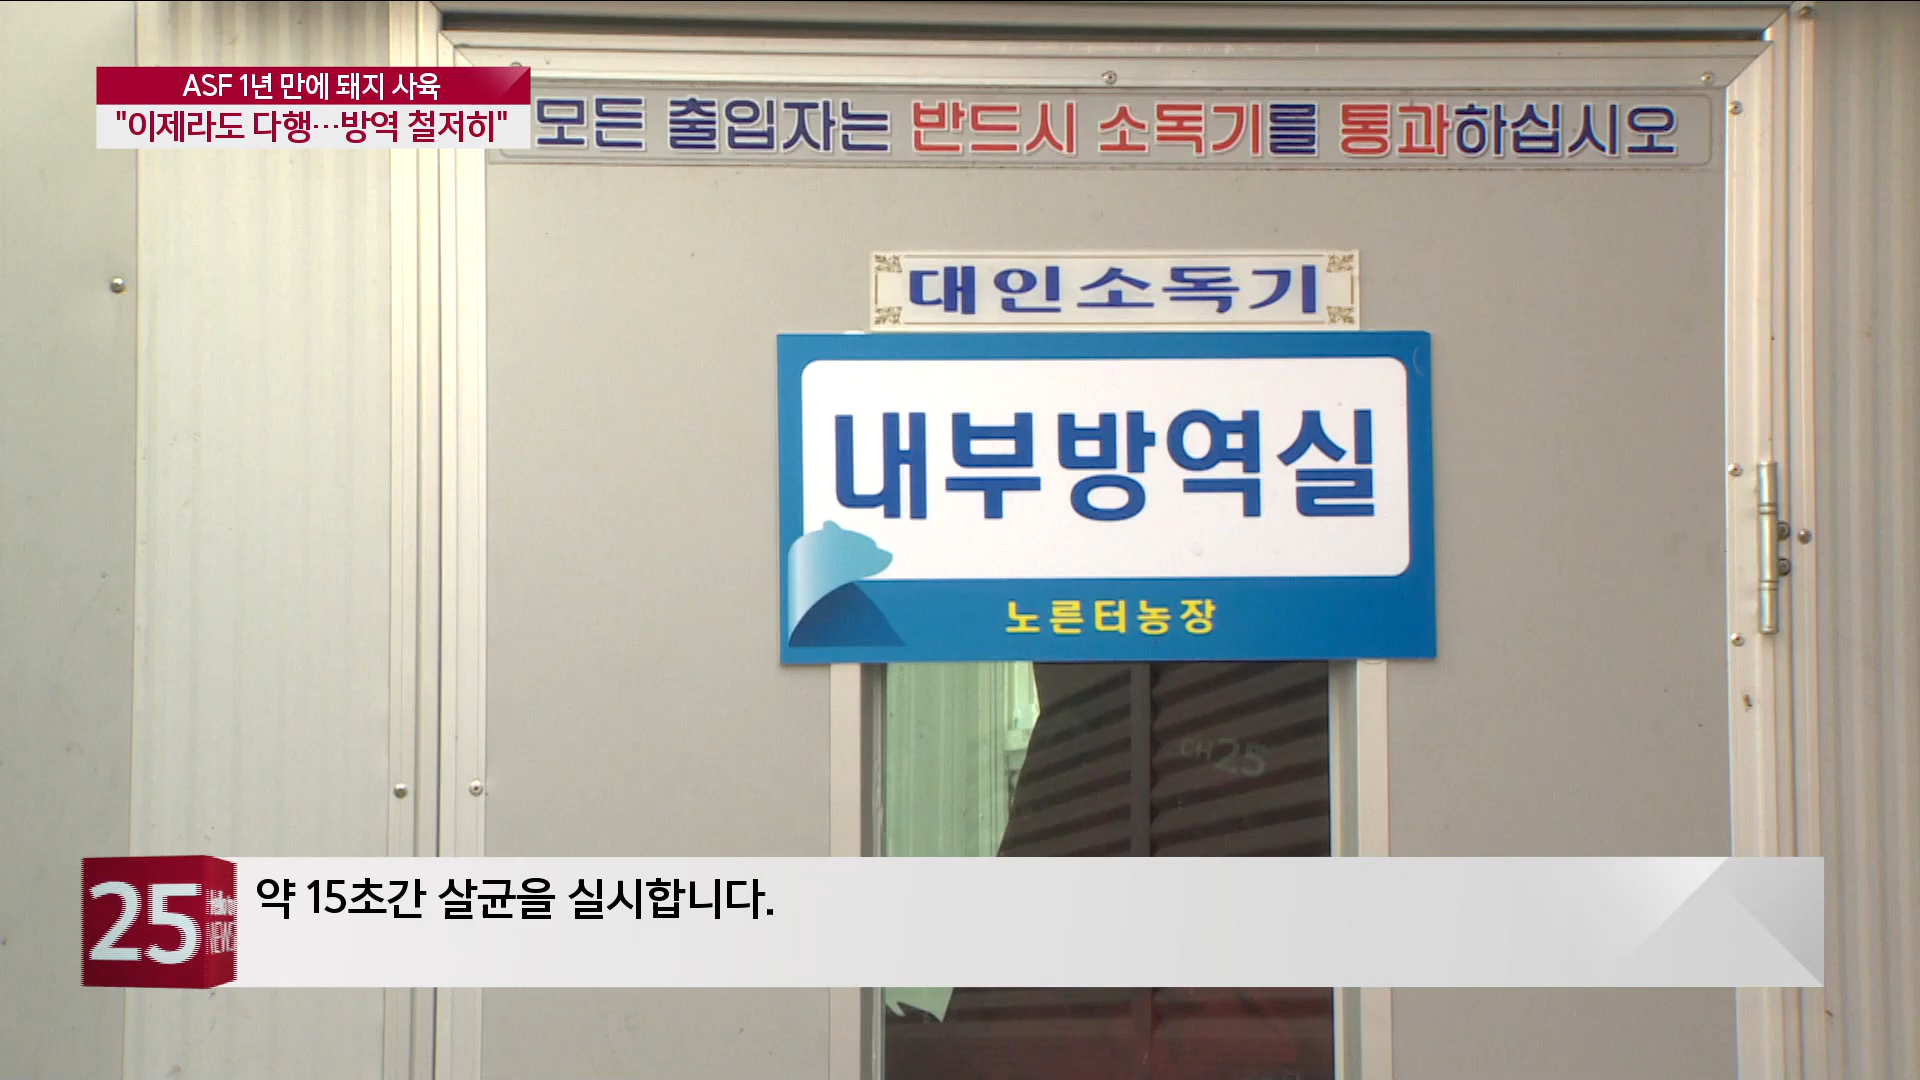 ASF 1년 만에 돼지 사육
"이제라도 다행…방역 철저히"
모든 출입자는 반드시 소독기를 통과하십시오
대인소독기
내부방역실
노른터농장
CH 25
25
NEWS
약 15초간 살균을 실시합니다.